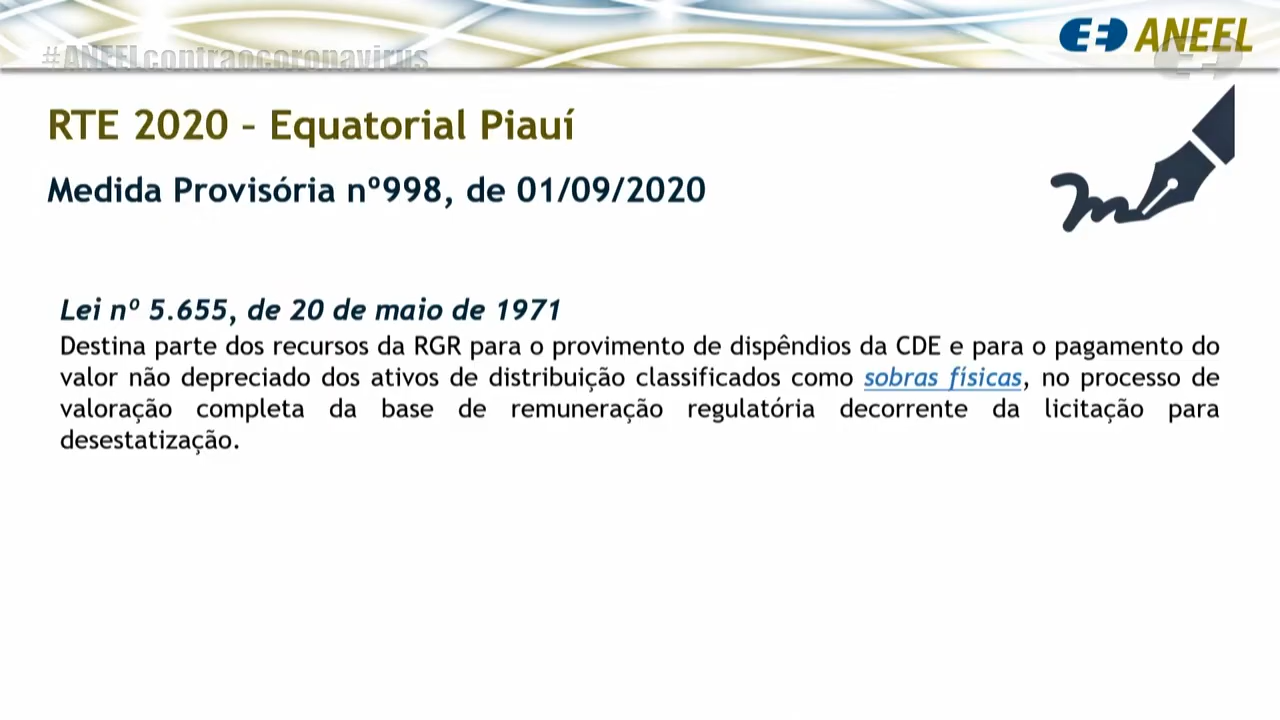 #ANEELcontraocoronavirus
ANEEL
RTE 2020 – Equatorial Piauí
Medida Provisória nº998, de 01/09/2020
Lei nº 5.655, de 20 de maio de 1971
Destina parte dos recursos da RGR para o provimento de dispêndios da CDE e para o pagamento do
valor não depreciado dos ativos de distribuição classificados como sobras físicas, no processo de
valoração completa da base de remuneração regulatória decorrente da licitação para
desestatização.